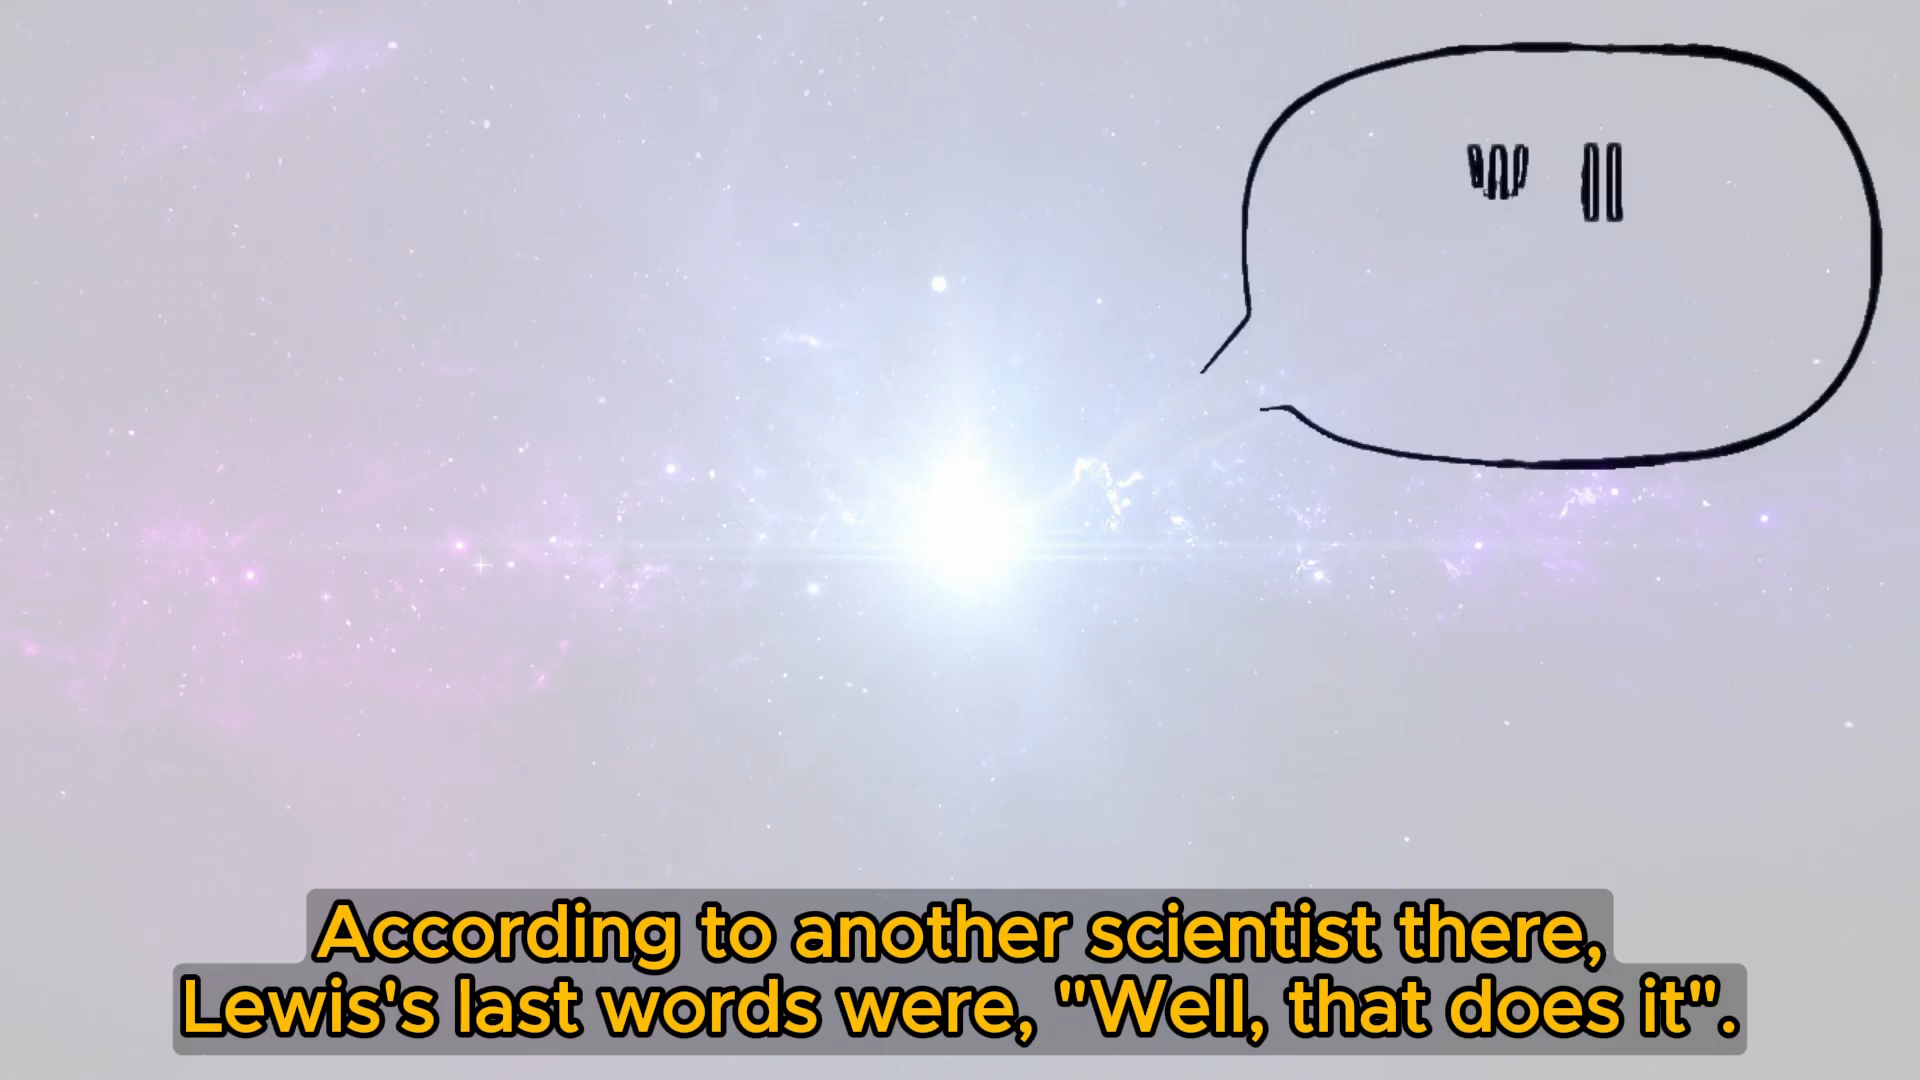 According to another scientist there,
Lewis's last words were, "Well, that does it".